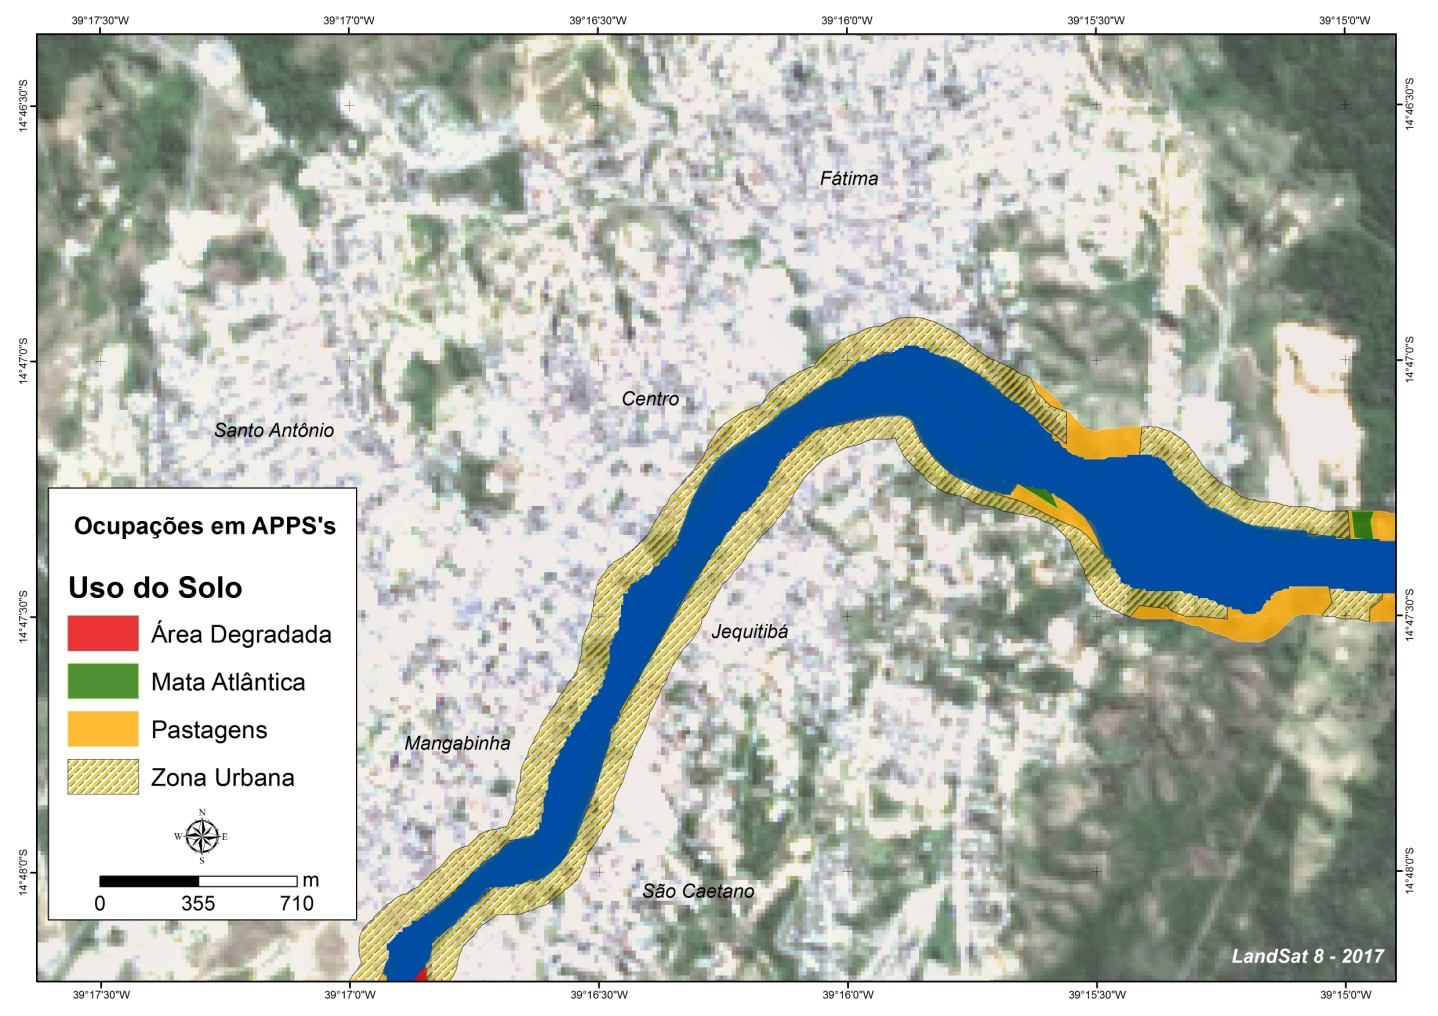 39°17'30"W 39°17'0"W 39°16'30"W 39°16'0"W 39°15'30"W 39°15'0"W
14°46'30"S 14°46'30"S
Fátima
14°47'0"S 14°47'0"S
Centro
Santo Antônio
Ocupações em APPS's
Uso do Solo
Área Degradada
Mata Atlântica
Pastagens
Zona Urbana
N
W E
S
m
0 355 710
14°47'30"S 14°47'30"S
Jequitibá
Mangabinha
14°48'0"S 14°48'0"S
São Caetano
LandSat 8 - 2017
39°17'30"W 39°17'0"W 39°16'30"W 39°16'0"W 39°15'30"W 39°15'0"W